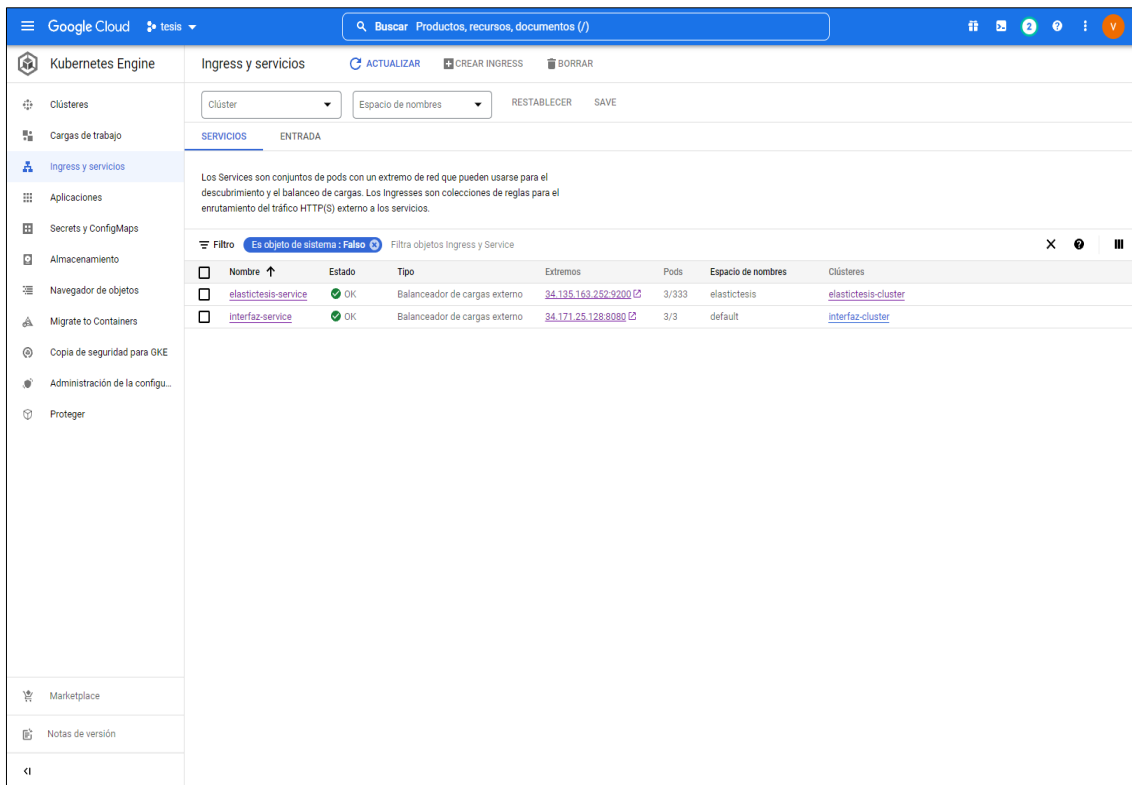 Google Cloud tesis Buscar Productos, recursos, documentos (/) 2 ? V
Kubernetes Engine
Ingress y servicios ACTUALIZAR CREAR INGRESS BORRAR
Clústeres
Cargas de trabajo
Ingress y servicios
Aplicaciones
Secrets y ConfigMaps
Almacenamiento
Navegador de objetos
Migrate to Containers
Copia de seguridad para GKE
Administración de la configu...
Proteger
Marketplace
Notas de versión
Clúster Espacio de nombres RESTABLECER SAVE
SERVICIOS ENTRADA
Los Services son conjuntos de pods con un extremo de red que pueden usarse para el
descubrimiento y el balanceo de cargas. Los Ingresses son colecciones de reglas para el
enrutamiento del tráfico HTTP(S) externo a los servicios.
Filtro Es objeto de sistema : Falso Filtra objetos Ingress y Service ?
Nombre Estado Tipo Extremos Pods Espacio de nombres Clústeres
elastictesis-service OK Balanceador de cargas externo 34.135.163.252:9200 3/333 elastictesis elastictesis-cluster
interfaz-service OK Balanceador de cargas externo 34.171.25.128:8080 3/3 default interfaz-cluster